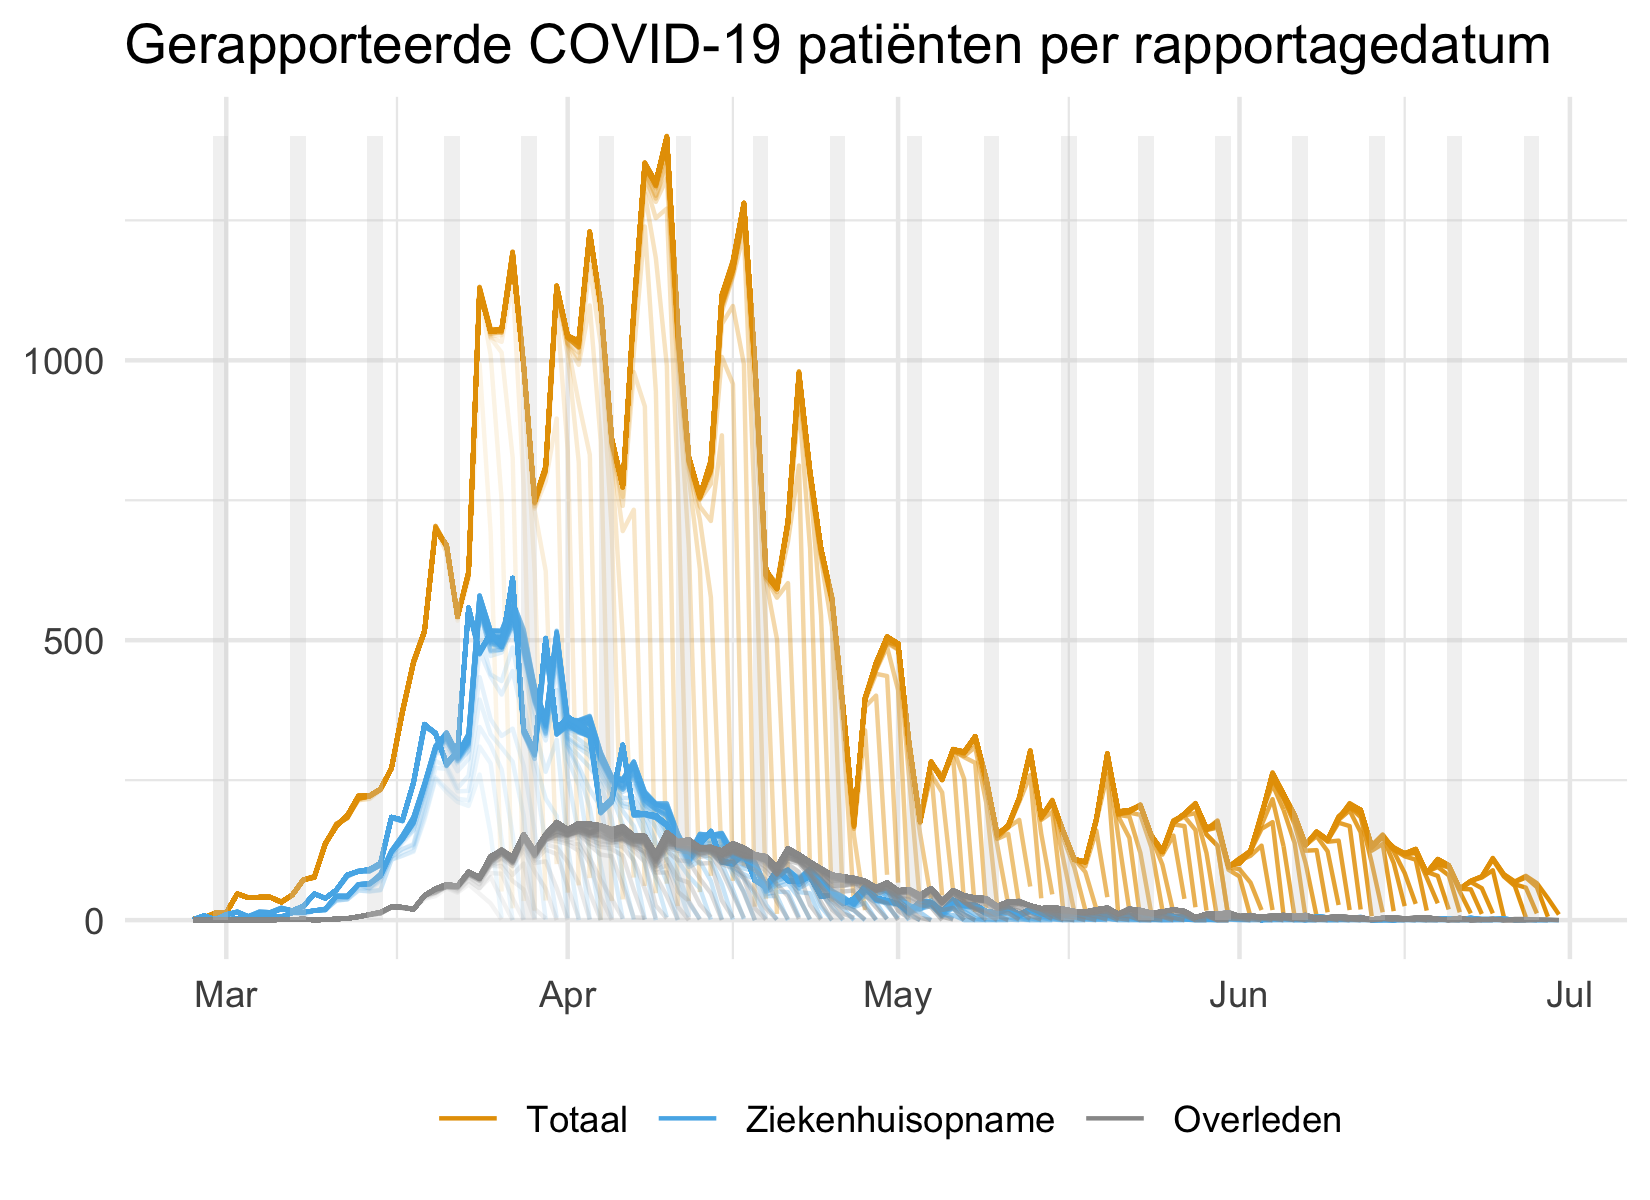 Gerapporteerde COVID-19 patiënten per rapportagedatum
1000
500
0
Mar Apr May Jun Jul
Totaal Ziekenhuisopname Overleden